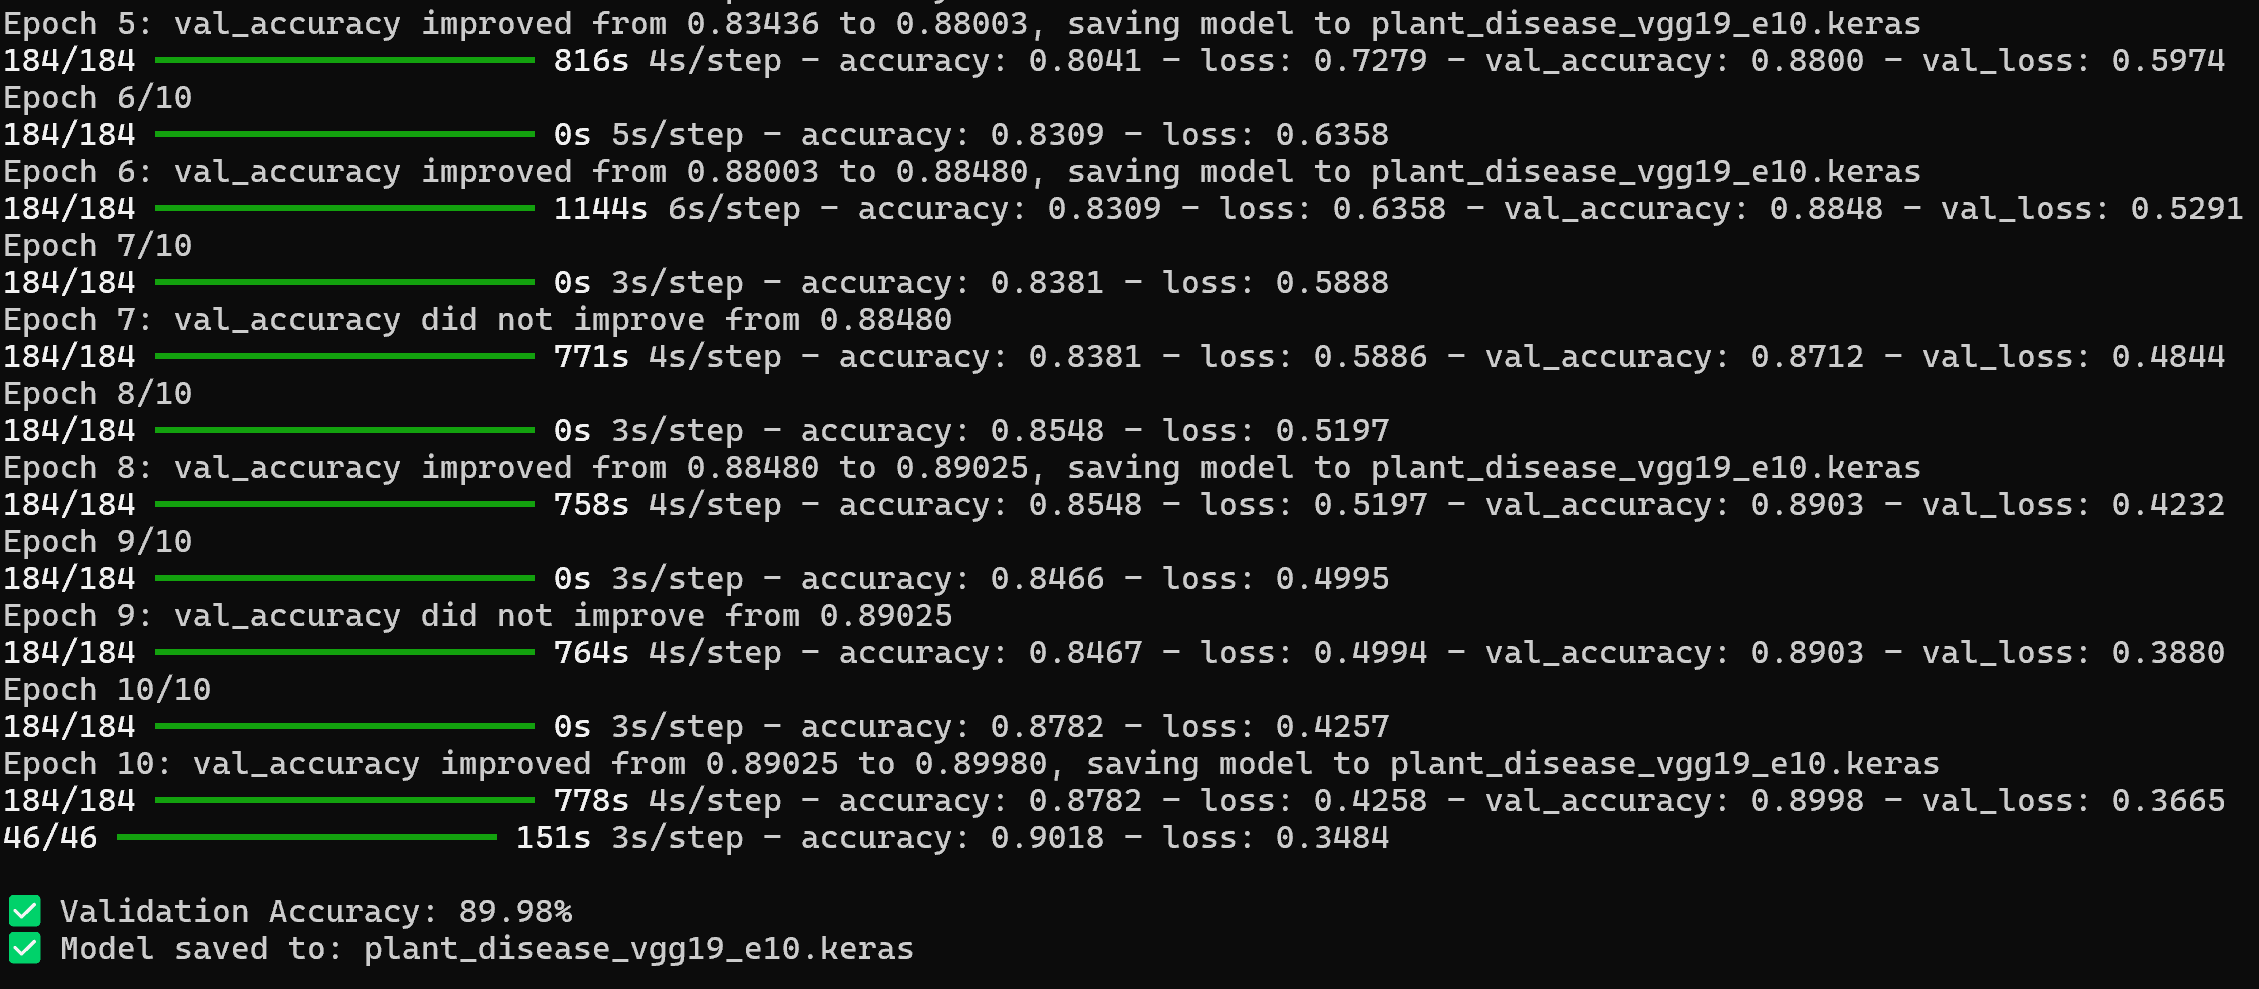 Epoch 5: val_accuracy improved from 0.83436 to 0.88003, saving model to plant_disease_vgg19_e10.keras
184/184 ━━━━━━━━━━━━━━━━━━━━ 816s 4s/step - accuracy: 0.8041 - loss: 0.7279 - val_accuracy: 0.8800 - val_loss: 0.5974
Epoch 6/10
184/184 ━━━━━━━━━━━━━━━━━━━━ 0s 5s/step - accuracy: 0.8309 - loss: 0.6358
Epoch 6: val_accuracy improved from 0.88003 to 0.88480, saving model to plant_disease_vgg19_e10.keras
184/184 ━━━━━━━━━━━━━━━━━━━━ 1144s 6s/step - accuracy: 0.8309 - loss: 0.6358 - val_accuracy: 0.8848 - val_loss: 0.5291
Epoch 7/10
184/184 ━━━━━━━━━━━━━━━━━━━━ 0s 3s/step - accuracy: 0.8381 - loss: 0.5888
Epoch 7: val_accuracy did not improve from 0.88480
184/184 ━━━━━━━━━━━━━━━━━━━━ 771s 4s/step - accuracy: 0.8381 - loss: 0.5886 - val_accuracy: 0.8712 - val_loss: 0.4844
Epoch 8/10
184/184 ━━━━━━━━━━━━━━━━━━━━ 0s 3s/step - accuracy: 0.8548 - loss: 0.5197
Epoch 8: val_accuracy improved from 0.88480 to 0.89025, saving model to plant_disease_vgg19_e10.keras
184/184 ━━━━━━━━━━━━━━━━━━━━ 758s 4s/step - accuracy: 0.8548 - loss: 0.5197 - val_accuracy: 0.8903 - val_loss: 0.4232
Epoch 9/10
184/184 ━━━━━━━━━━━━━━━━━━━━ 0s 3s/step - accuracy: 0.8466 - loss: 0.4995
Epoch 9: val_accuracy did not improve from 0.89025
184/184 ━━━━━━━━━━━━━━━━━━━━ 764s 4s/step - accuracy: 0.8467 - loss: 0.4994 - val_accuracy: 0.8903 - val_loss: 0.3880
Epoch 10/10
184/184 ━━━━━━━━━━━━━━━━━━━━ 0s 3s/step - accuracy: 0.8782 - loss: 0.4257
Epoch 10: val_accuracy improved from 0.89025 to 0.89980, saving model to plant_disease_vgg19_e10.keras
184/184 ━━━━━━━━━━━━━━━━━━━━ 778s 4s/step - accuracy: 0.8782 - loss: 0.4258 - val_accuracy: 0.8998 - val_loss: 0.3665
46/46 ━━━━━━━━━━━━━━━━━━━━ 151s 3s/step - accuracy: 0.9018 - loss: 0.3484
✅ Validation Accuracy: 89.98%
✅ Model saved to: plant_disease_vgg19_e10.keras